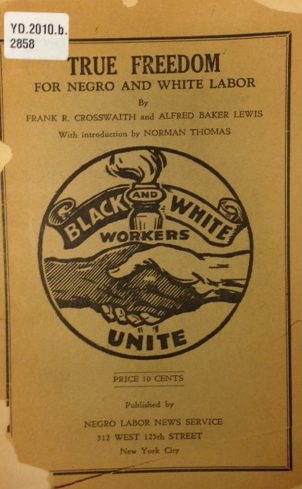 YD.2010.b.
2858
TRUE FREEDOM
FOR NEGRO AND WHITE LABOR
By
FRANK R. CROSSWAITH and ALFRED BAKER LEWIS
With introduction by NORMAN THOMAS
BLACK AND WHITE
WORKERS
UNITE
PRICE 10 CENTS
Published by
NEGRO LABOR NEWS SERVICE
312 WEST 125th STREET
New York City